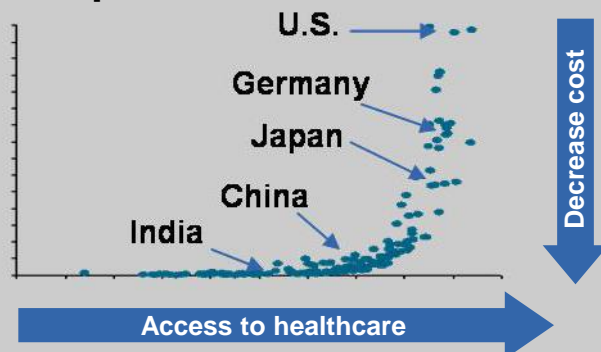 U.S.
Germany
Japan
China
India
Decrease cost
Access to healthcare